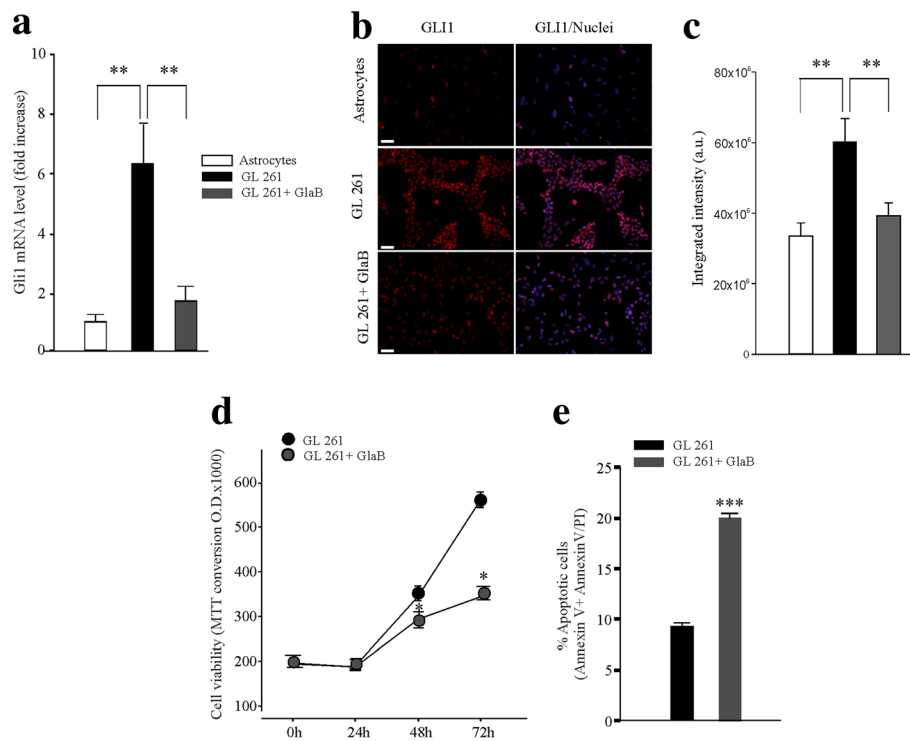 a
Gli1 mRNA level (fold increase)
10
8
6
4
2
0
**
**
Astrocytes
GL 261
GL 261+ GlaB
b
GLI1
GLI1/Nuclei
Astrocytes
GL 261
GL 261+ GlaB
c
Integrated intensity (a.u.)
80x10⁶
60x10⁶
40x10⁶
20x10⁶
0
**
**
d
GL 261
GL 261+ GlaB
Cell viability (MTT conversion O.D.x1000)
600
500
400
300
200
100
*
*
0h
24h
48h
72h
e
GL 261
GL 261+ GlaB
% Apoptotic cells
(Annexin V+ AnnexinV/PI)
25
20
15
10
5
0
***